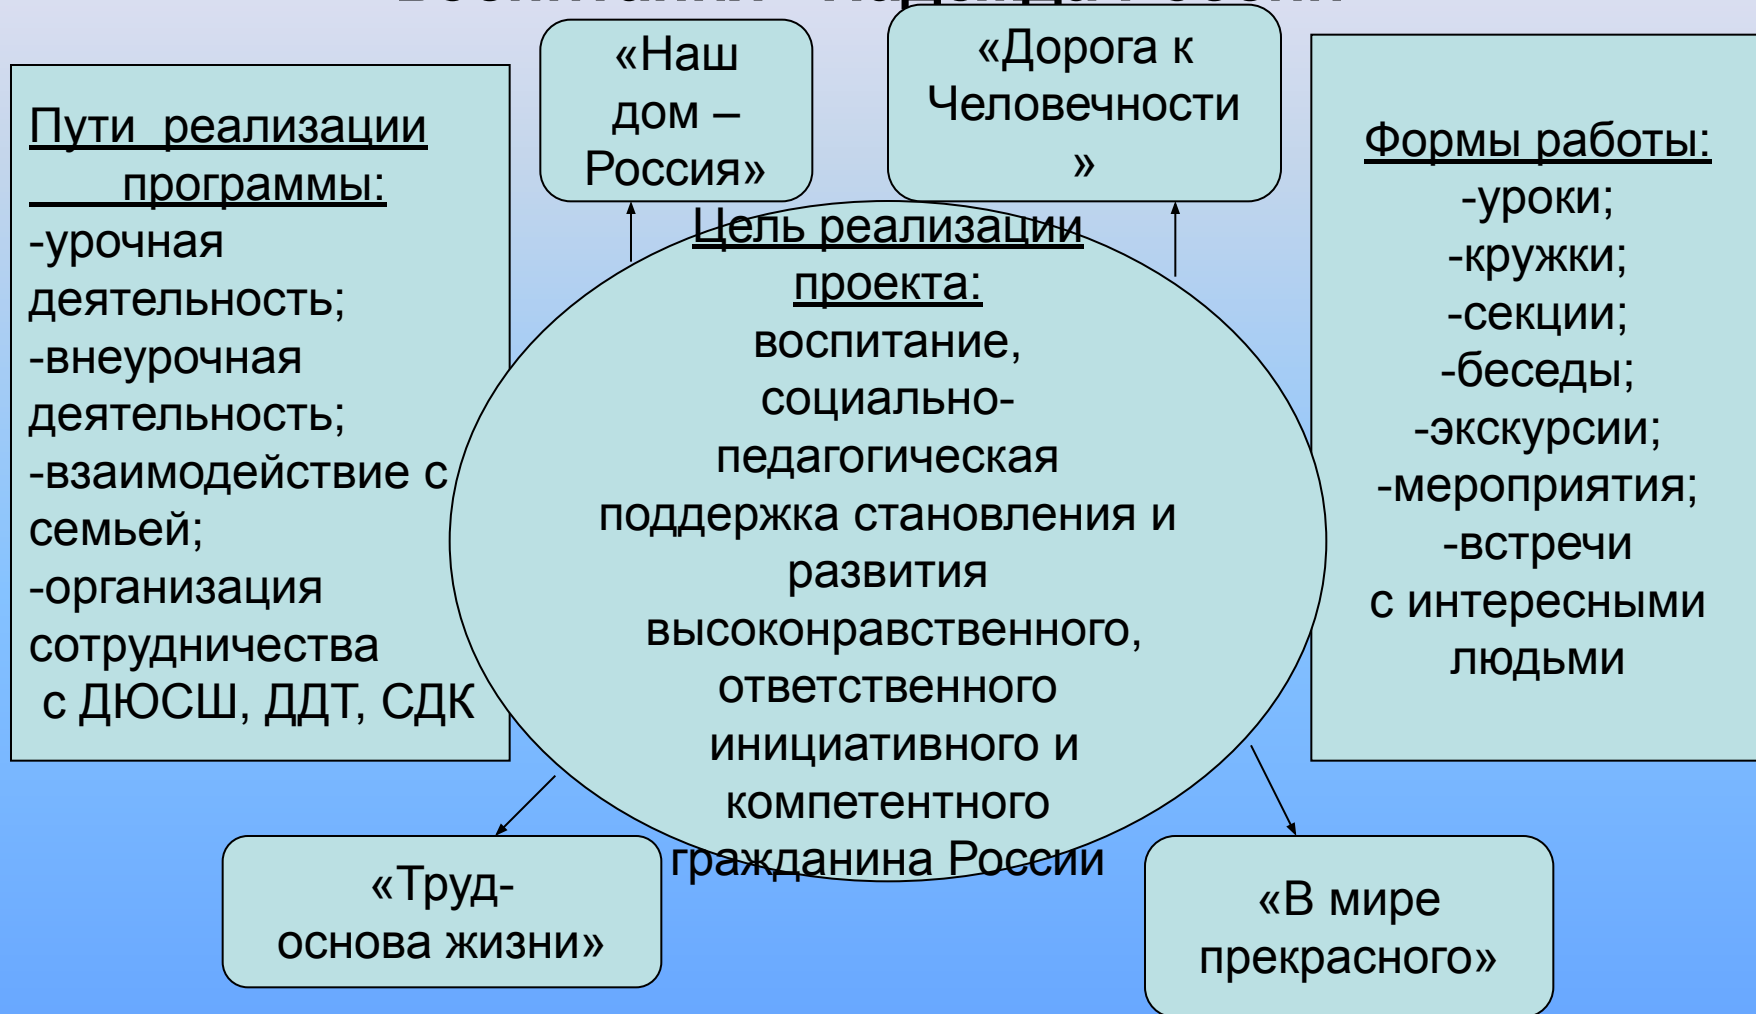 «Наш
дом –
Россия»
«Дорога к
Человечности
»
Пути  реализации
программы:
-урочная
деятельность;
-внеурочная
деятельность;
-взаимодействие с
семьей;
-организация
сотрудничества
с ДЮСШ, ДДТ, СДК
Цель реализации
проекта:
воспитание,
социально-
педагогическая
поддержка становления и
развития
высоконравственного,
ответственного
инициативного и
компетентного
гражданина России
Формы работы:
-уроки;
-кружки;
-секции;
-беседы;
-экскурсии;
-мероприятия;
-встречи
с интересными
людьми
«Труд-
основа жизни»
«В мире
прекрасного»